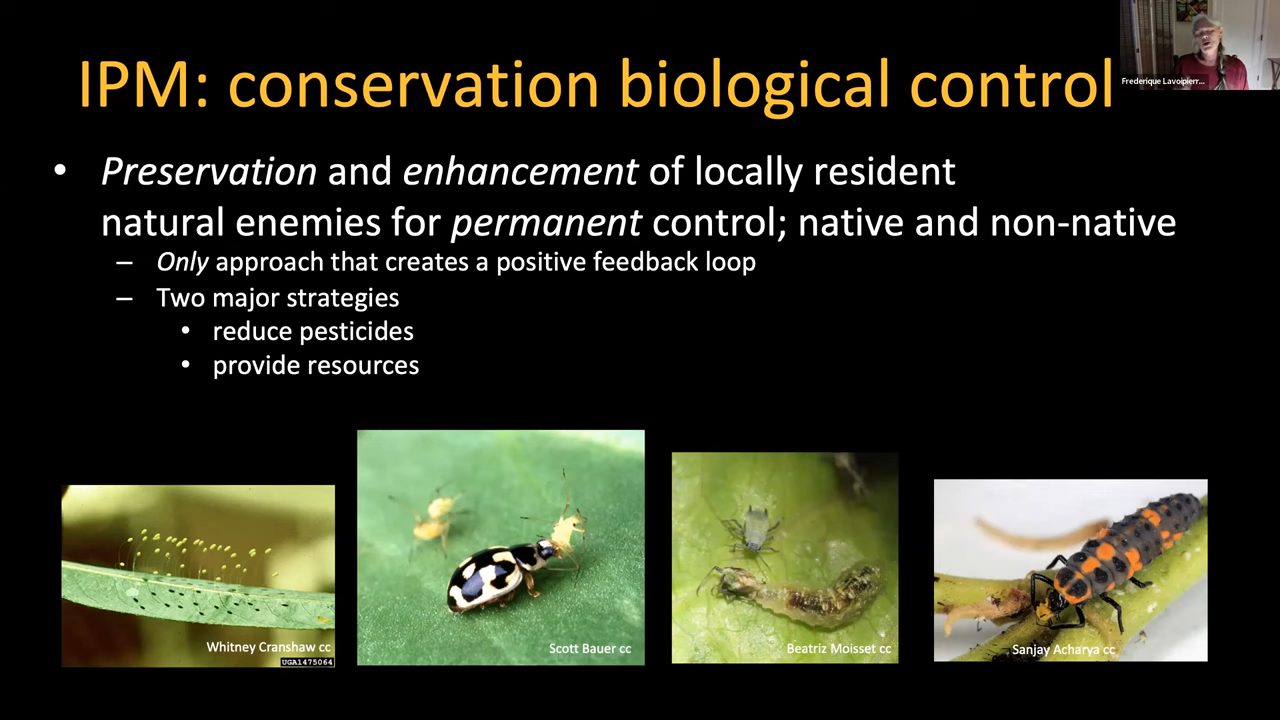 IPM: conservation biological control
Frederique Lavoipierr...
• Preservation and enhancement of locally resident
natural enemies for permanent control; native and non-native
– Only approach that creates a positive feedback loop
– Two major strategies
• reduce pesticides
• provide resources
Whitney Cranshaw cc
UGA1475064
Scott Bauer cc
Beatriz Moisset cc
Sanjay Acharya cc